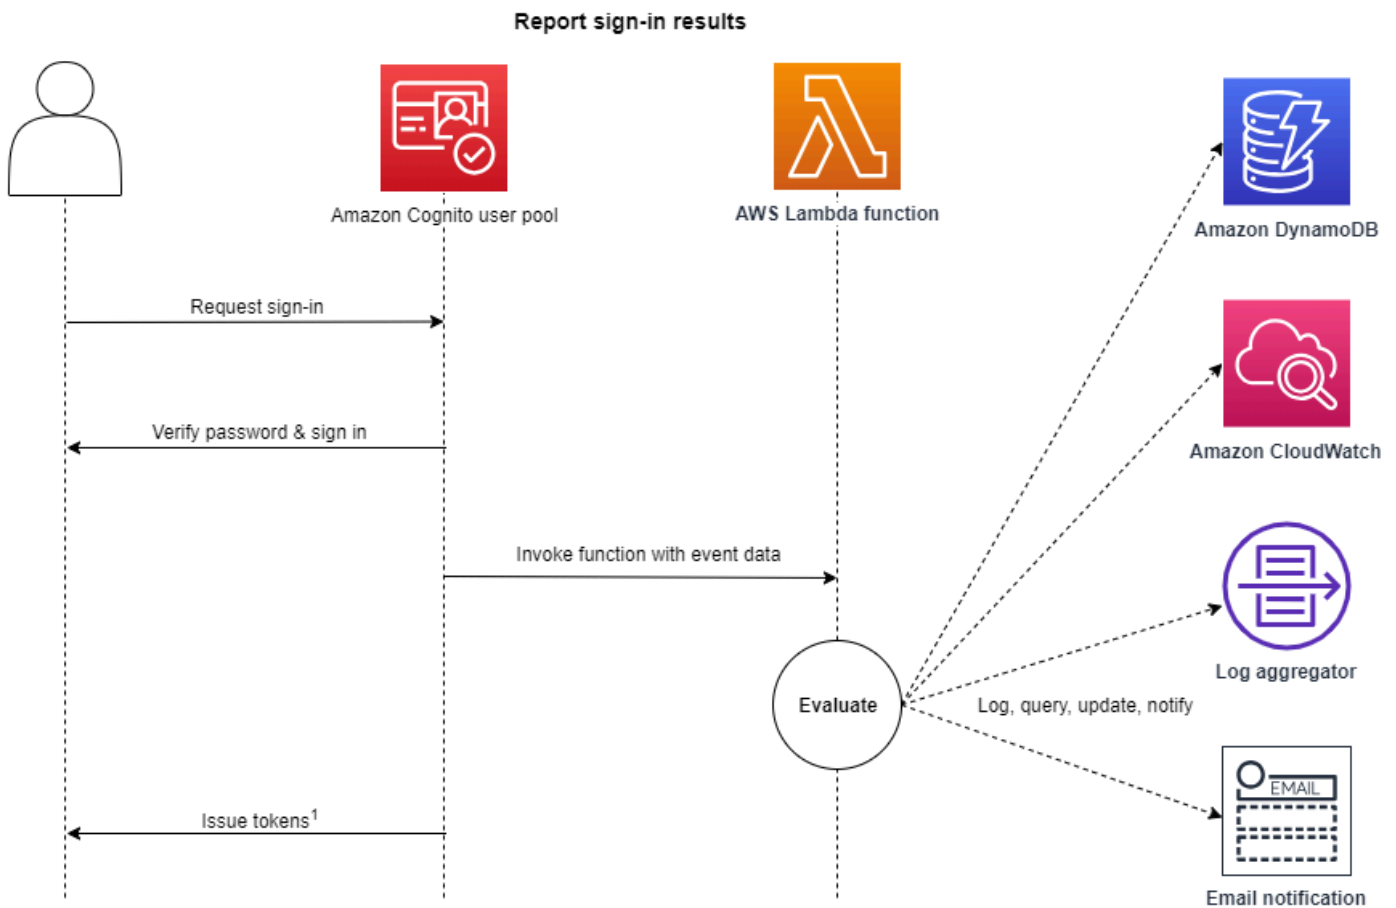 Report sign-in results
Amazon Cognito user pool
AWS Lambda function
Amazon DynamoDB
Request sign-in
Verify password & sign in
Amazon CloudWatch
Invoke function with event data
Log aggregator
Evaluate
Log, query, update, notify
EMAIL
Issue tokens¹
Email notification